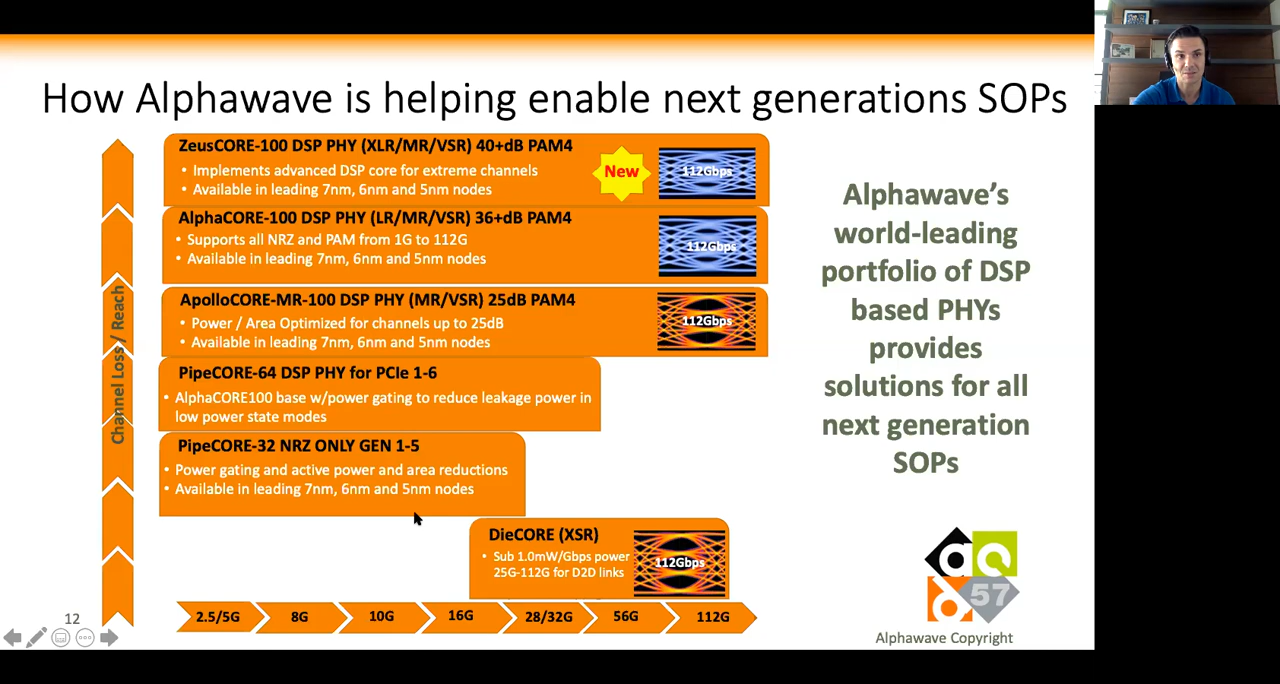 How Alphawave is helping enable next generations SOPs
ZeusCORE-100 DSP PHY (XLR/MR/VSR) 40+dB PAM4
• Implements advanced DSP core for extreme channels
• Available in leading 7nm, 6nm and 5nm nodes
New
112Gbps
AlphaCORE-100 DSP PHY (LR/MR/VSR) 36+dB PAM4
• Supports all NRZ and PAM from 1G to 112G
• Available in leading 7nm, 6nm and 5nm nodes
112Gbps
ApolloCORE-MR-100 DSP PHY (MR/VSR) 25dB PAM4
• Power / Area Optimized for channels up to 25dB
• Available in leading 7nm, 6nm and 5nm nodes
112Gbps
PipeCORE-64 DSP PHY for PCIe 1-6
• AlphaCORE100 base w/power gating to reduce leakage power in
low power state modes
PipeCORE-32 NRZ ONLY GEN 1-5
• Power gating and active power and area reductions
• Available in leading 7nm, 6nm and 5nm nodes
DieCORE (XSR)
• Sub 1.0mW/Gbps power
25G-112G for D2D links
112Gbps
Channel Loss / Reach
2.5/5G
8G
10G
16G
28/32G
56G
112G
Alphawave's
world-leading
portfolio of DSP
based PHYs
provides
solutions for all
next generation
SOPs
57
Alphawave Copyright
12